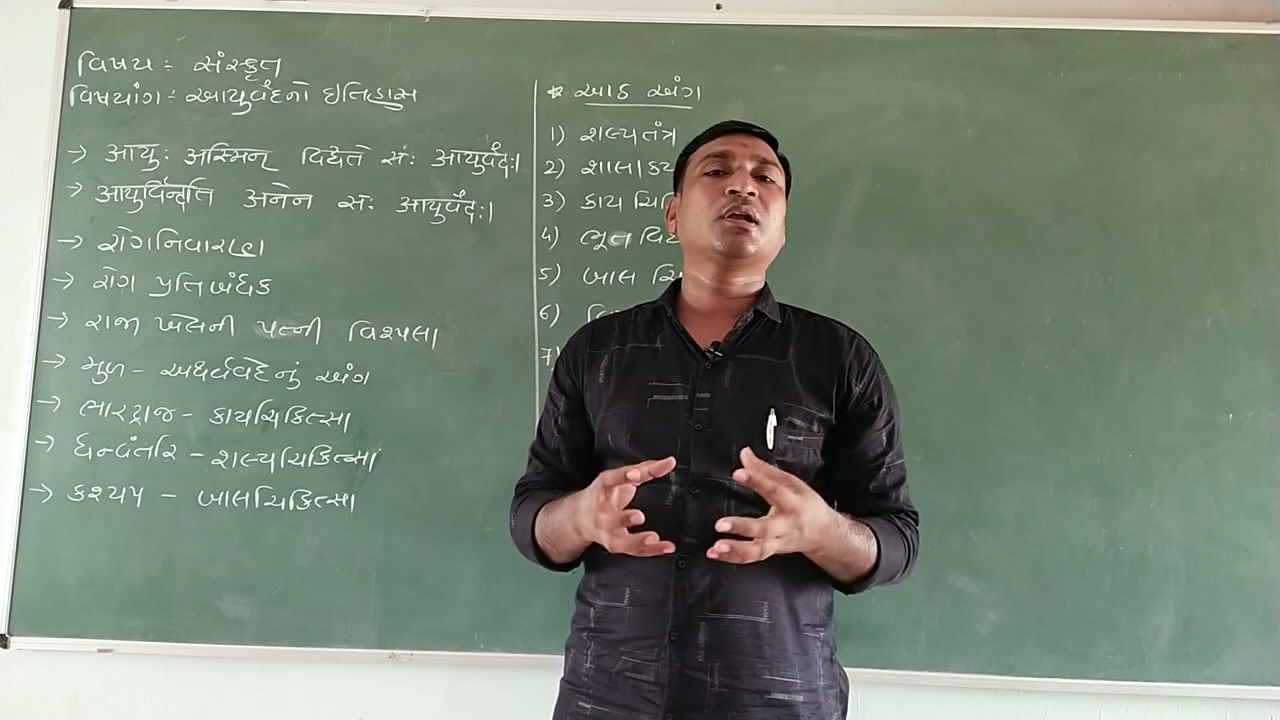 વિષય : સંસ્કૃત
વિષયાંગ : આયુર્વેદનો ઇતિહાસ
→ आयुः अस्मिन् विद्यते सः आयुर्वेदः।
→ आयुर्विन्दति अनेन सः आयुर्वेदः।
→ રોગનિવારણ
→ રોગ પ્રતિબંધક
→ રાજા ખેલની પત્ની વિશ્પલા
→ મુળ - અથર્વવેદનું અંગ
→ ભારદ્વાજ - કાયચિકિત્સા
→ ધન્વંતરિ - શલ્યચિકિત્સા
→ કશ્યપ - બાલચિકિત્સા
* આઠ અંગ
1) શલ્યતંત્ર
2) શાલાક્ય
3) કાય ચિ
4) ભૂત વિદ
5) બાલ ચિ
6) વિ
7)